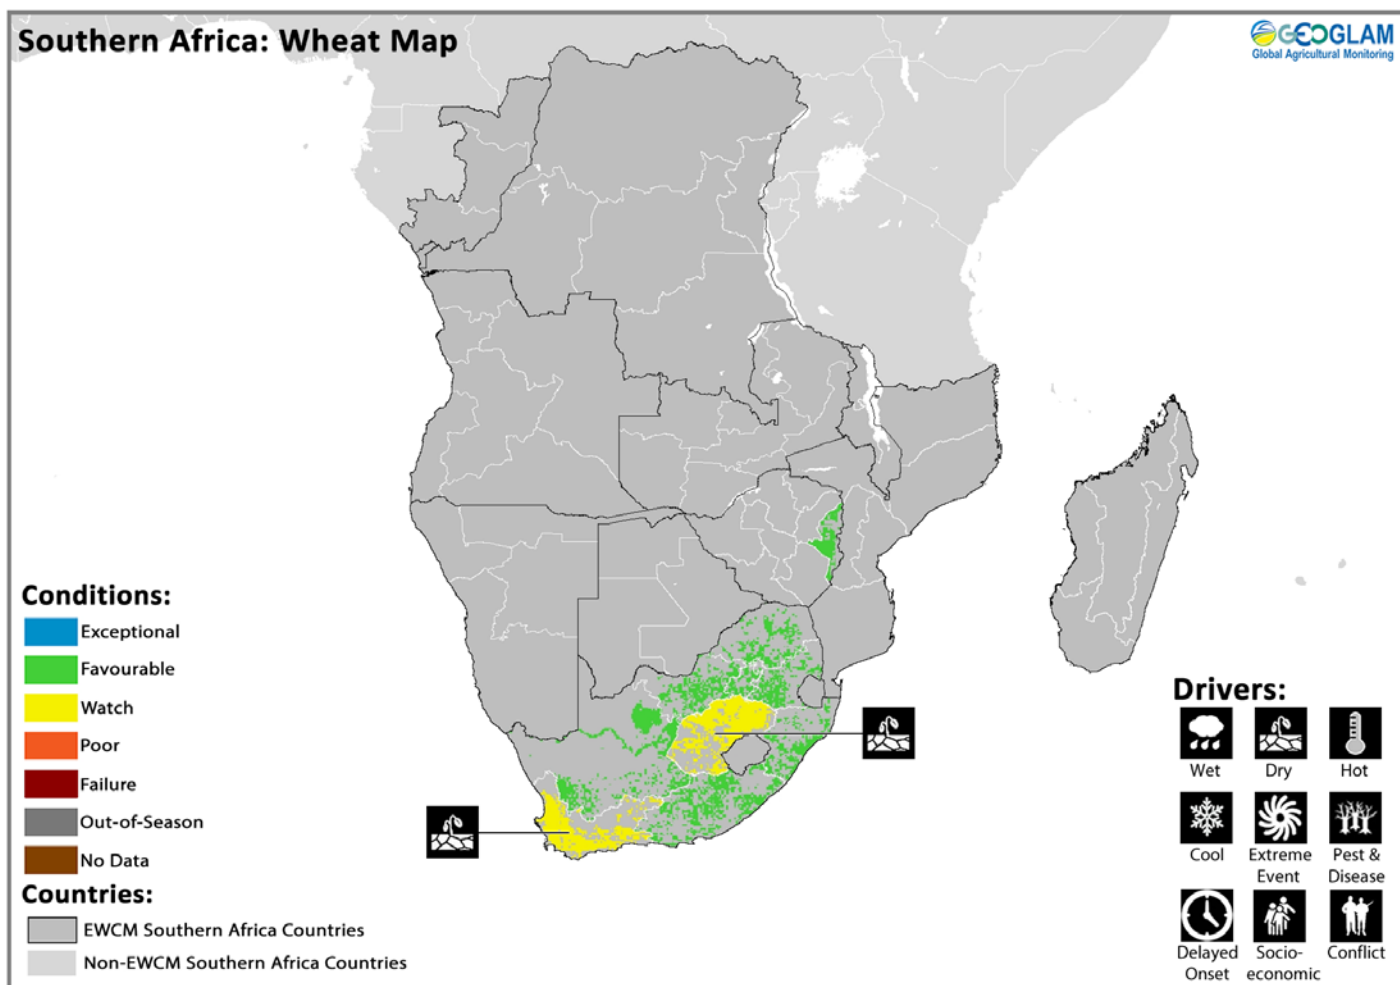 Southern Africa: Wheat Map
GEOGLAM
Global Agricultural Monitoring
Conditions:
Exceptional
Favourable
Watch
Poor
Failure
Out-of-Season
No Data
Countries:
EWCM Southern Africa Countries
Non-EWCM Southern Africa Countries
Drivers:
Wet
Dry
Hot
Cool
Extreme
Event
Pest &
Disease
Delayed
Onset
Socio-
economic
Conflict